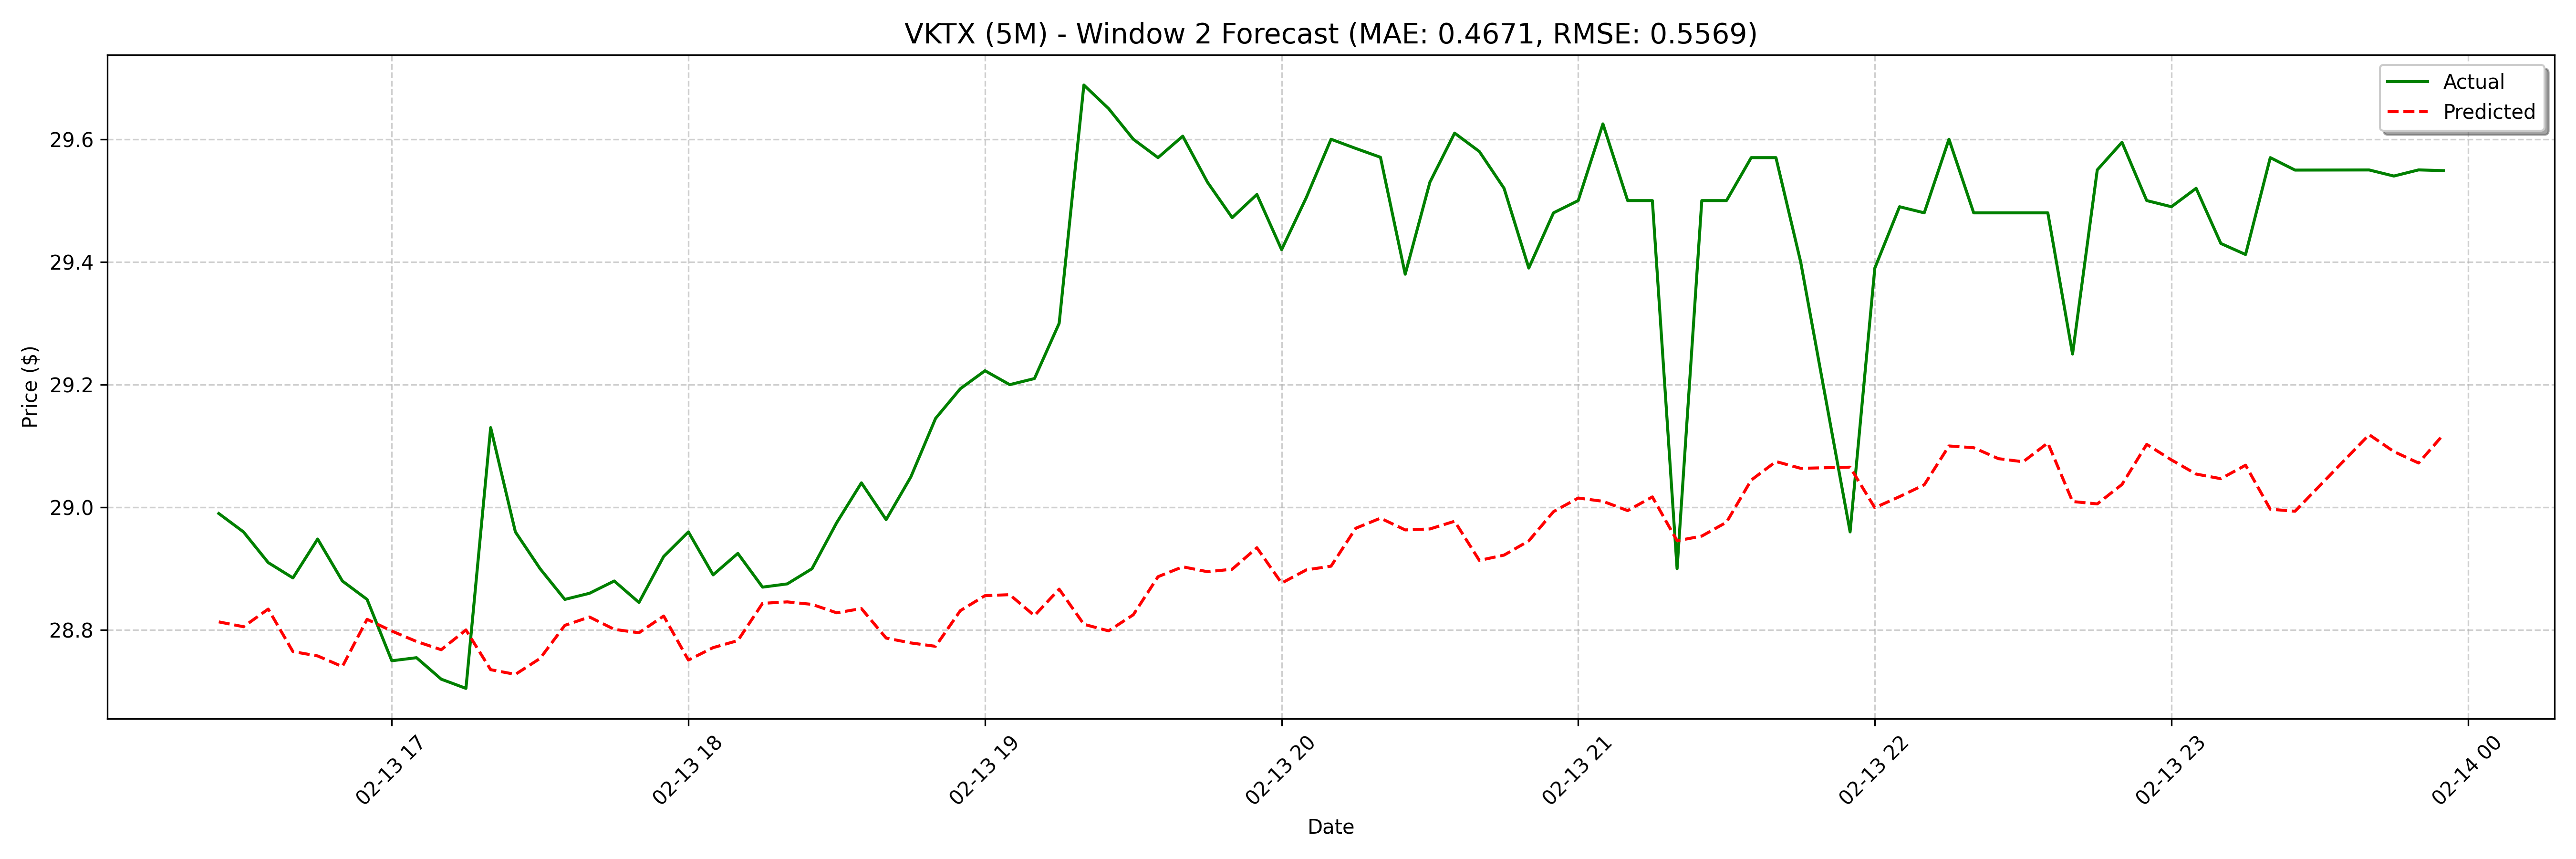 VKTX (5M) - Window 2 Forecast (MAE: 0.4671, RMSE: 0.5569)
Actual
Predicted
Price ($)
29.6
29.4
29.2
29.0
28.8
02-13 17
02-13 18
02-13 19
02-13 20
02-13 21
02-13 22
02-13 23
02-14 00
Date